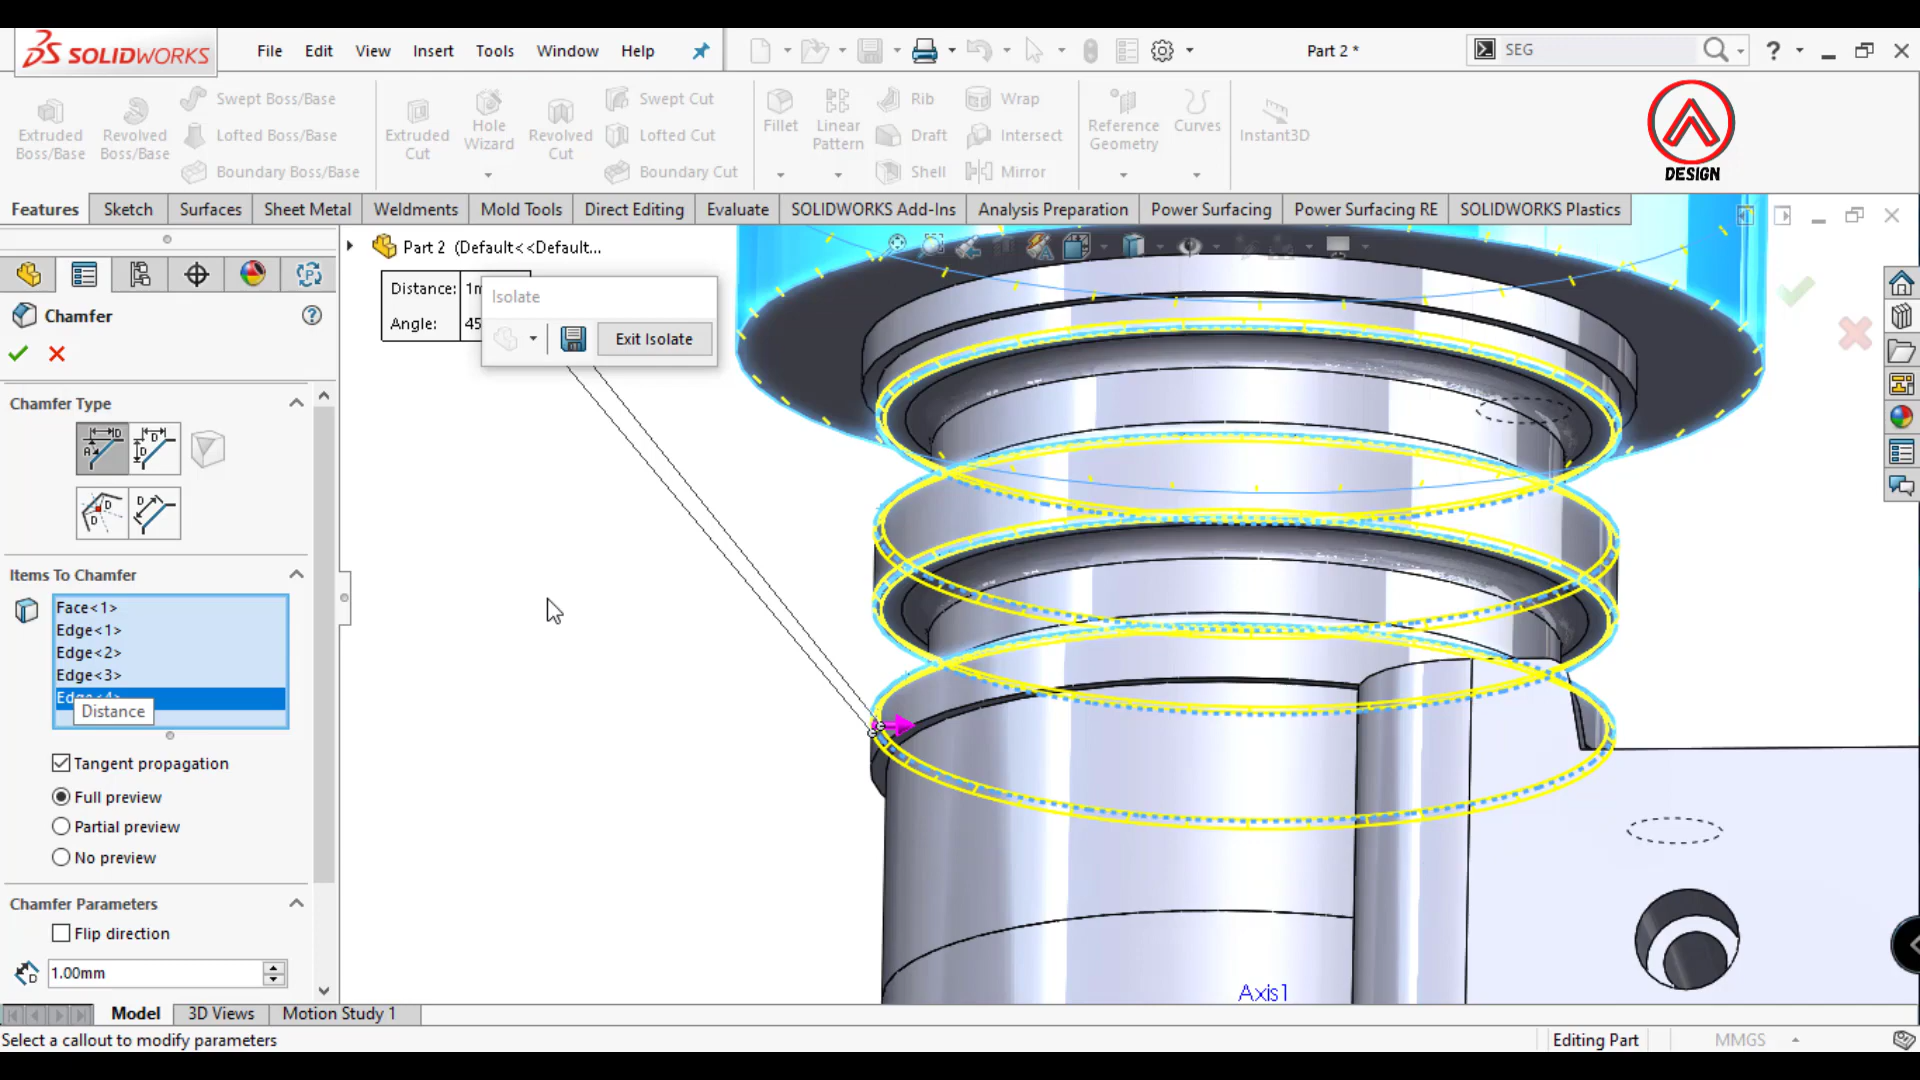 SOLIDWORKS
File Edit View Insert Tools Window Help
Part 2 *
SEG
?
Extruded Boss/Base
Revolved Boss/Base
Swept Boss/Base
Lofted Boss/Base
Boundary Boss/Base
Extruded Cut
Hole Wizard
Revolved Cut
Swept Cut
Lofted Cut
Boundary Cut
Fillet
Linear Pattern
Rib
Draft
Shell
Wrap
Intersect
Mirror
Reference Geometry
Curves
Instant3D
DESIGN
Features Sketch Surfaces Sheet Metal Weldments Mold Tools Direct Editing Evaluate SOLIDWORKS Add-Ins Analysis Preparation Power Surfacing Power Surfacing RE SOLIDWORKS Plastics
Part 2 (Default<<Default...
Distance: 1m
Angle: 45
Isolate
Exit Isolate
Chamfer
Chamfer Type
Items To Chamfer
Face<1>
Edge<1>
Edge<2>
Edge<3>
Edge<4>
Distance
Tangent propagation
Full preview
Partial preview
No preview
Chamfer Parameters
Flip direction
1.00mm
Axis1
Model 3D Views Motion Study 1
Select a callout to modify parameters
Editing Part
MMGS